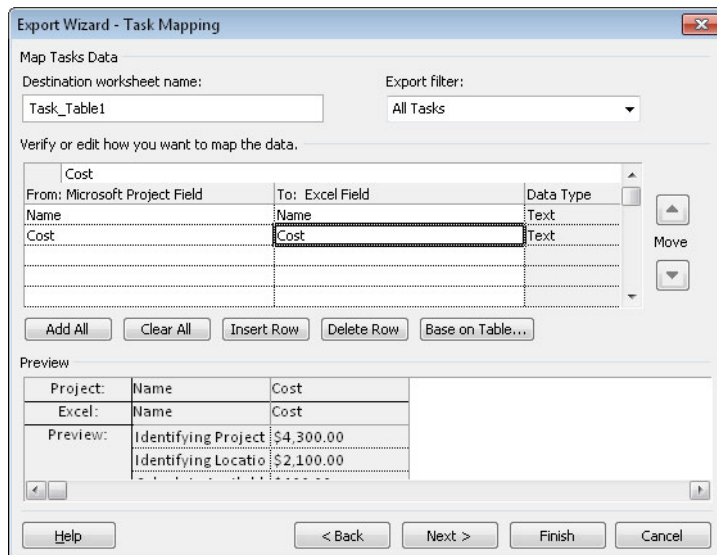 Export Wizard - Task Mapping
Map Tasks Data
Destination worksheet name:
Export filter:
Task_Table1
All Tasks
Verify or edit how you want to map the data.
Cost
From: Microsoft Project Field To: Excel Field Data Type
Name Name Text
Cost Cost Text
Move
Add All Clear All Insert Row Delete Row Base on Table...
Preview
Project: Name Cost
Excel: Name Cost
Preview: Identifying Project $4,300.00
Identifying Locatio $2,100.00
Help < Back Next > Finish Cancel